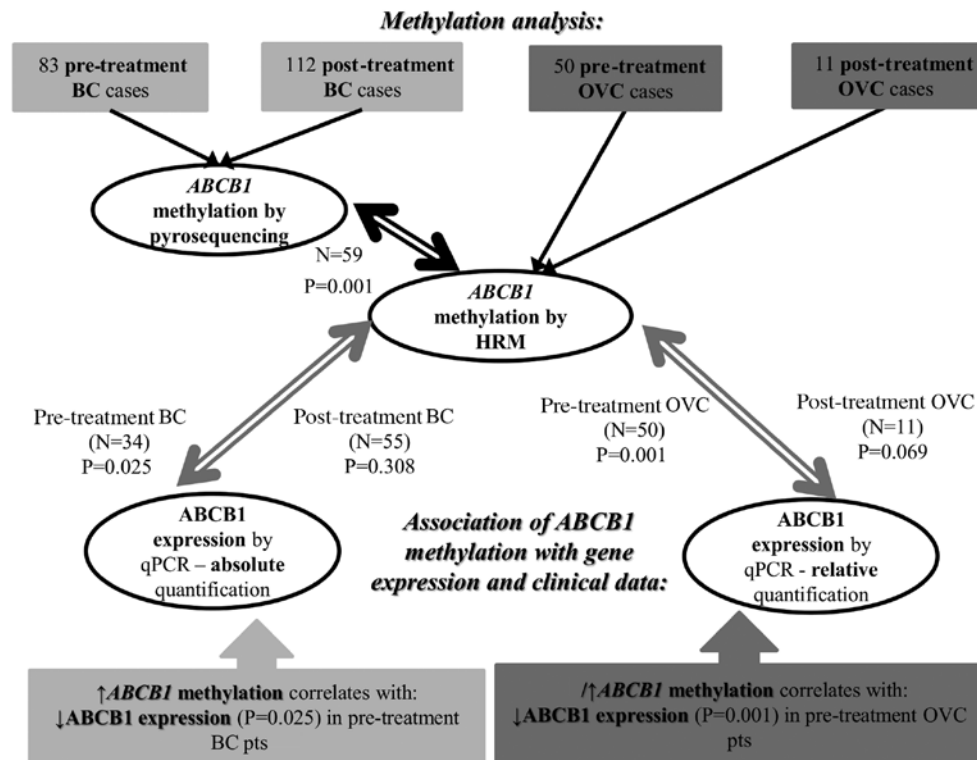 Methylation analysis:
83 pre-treatment
BC cases
112 post-treatment
BC cases
50 pre-treatment
OVC cases
11 post-treatment
OVC cases
ABCB1
methylation by
pyrosequencing
N=59
P=0.001
ABCB1
methylation by
HRM
Pre-treatment BC
(N=34)
P=0.025
Post-treatment BC
(N=55)
P=0.308
Pre-treatment OVC
(N=50)
P=0.001
Post-treatment OVC
(N=11)
P=0.069
ABCB1
expression by
qPCR – absolute
quantification
Association of ABCB1
methylation with gene
expression and clinical data:
ABCB1
expression by
qPCR - relative
quantification
↑ABCB1 methylation correlates with:
↓ABCB1 expression (P=0.025) in pre-treatment
BC pts
/↑ABCB1 methylation correlates with:
↓ABCB1 expression (P=0.001) in pre-treatment OVC
pts